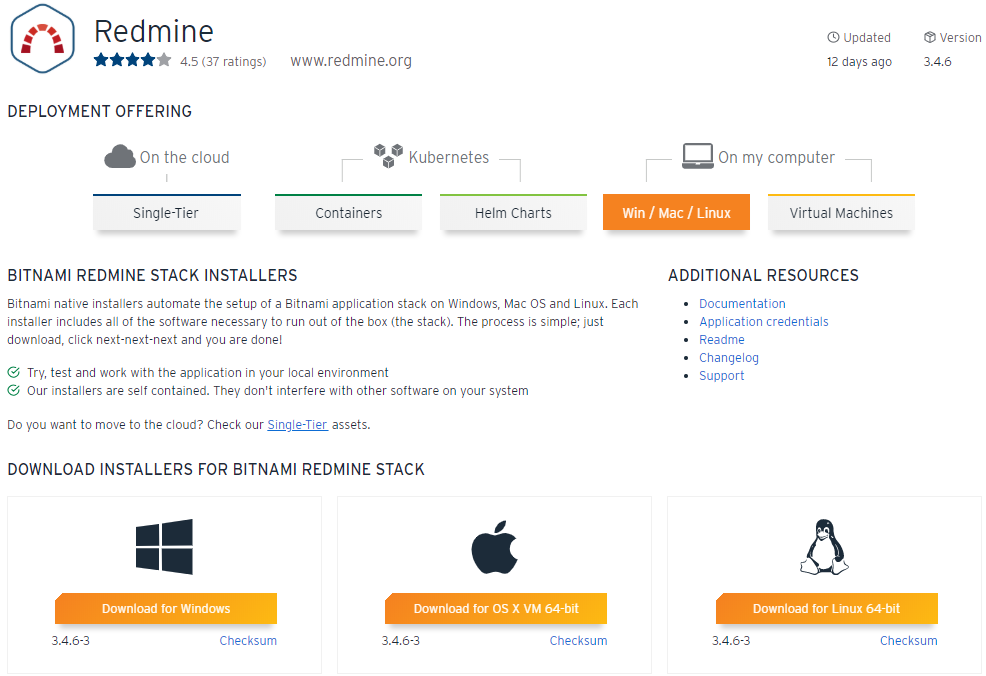 Redmine
4.5 (37 ratings) www.redmine.org
Updated Version
12 days ago 3.4.6
DEPLOYMENT OFFERING
On the cloud Kubernetes On my computer
Single-Tier Containers Helm Charts Win / Mac / Linux Virtual Machines
BITNAMI REDMINE STACK INSTALLERS
Bitnami native installers automate the setup of a Bitnami application stack on Windows, Mac OS and Linux. Each
installer includes all of the software necessary to run out of the box (the stack). The process is simple; just
download, click next-next-next and you are done!
Try, test and work with the application in your local environment
Our installers are self contained. They don't interfere with other software on your system
Do you want to move to the cloud? Check our Single-Tier assets.
ADDITIONAL RESOURCES
Documentation
Application credentials
Readme
Changelog
Support
DOWNLOAD INSTALLERS FOR BITNAMI REDMINE STACK
Download for Windows
3.4.6-3 Checksum
Download for OS X VM 64-bit
3.4.6-3 Checksum
Download for Linux 64-bit
3.4.6-3 Checksum